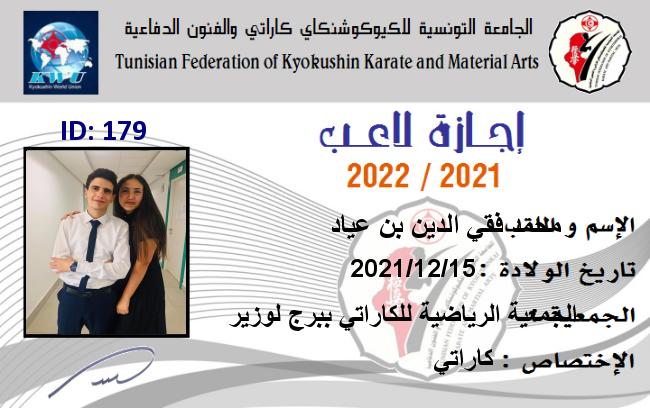 الجامعة التونسية للكيوكوشنكاي كاراتي والفنون الدفاعية
Tunisian Federation of Kyokushin Karate and Material Arts
KWU
Kyokushin World Union
ID: 179
إجازة لاعب
2022 / 2021
الإسم و فقي الدين بن عياد
تاريخ الولادة : 2021/12/15
الجمعية الرياضية للكاراتي ببرج لوزير
الإختصاص : كاراتي